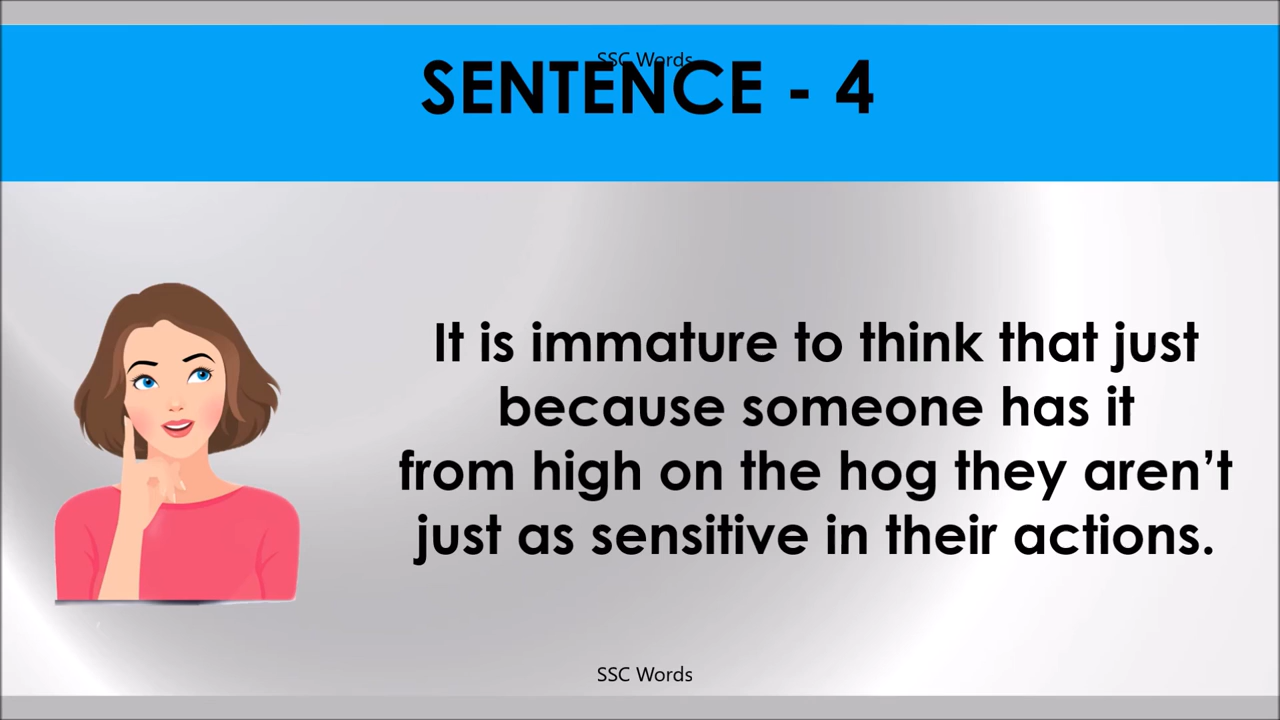 SSC Words
SENTENCE - 4
It is immature to think that just
because someone has it
from high on the hog they aren’t
just as sensitive in their actions.
SSC Words